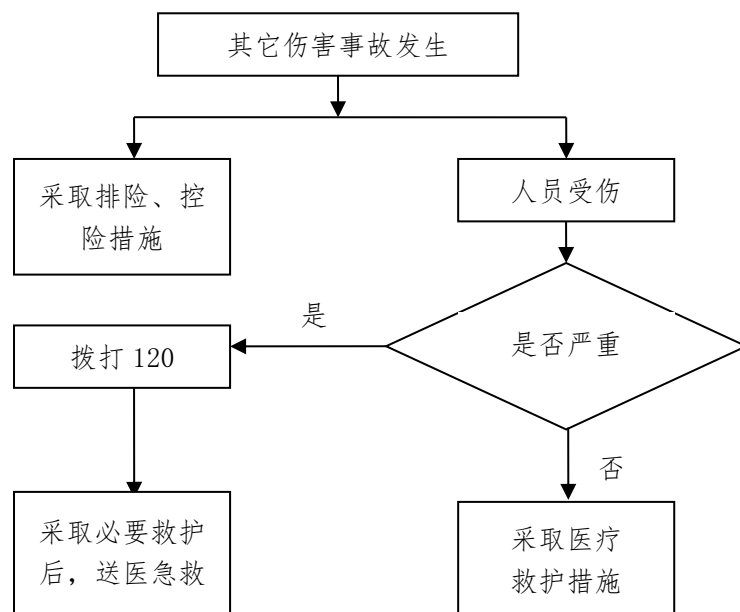 其它伤害事故发生
采取排险、控
险措施
人员受伤
是
是否严重
拨打 120
否
采取必要救护
后，送医急救
采取医疗
救护措施